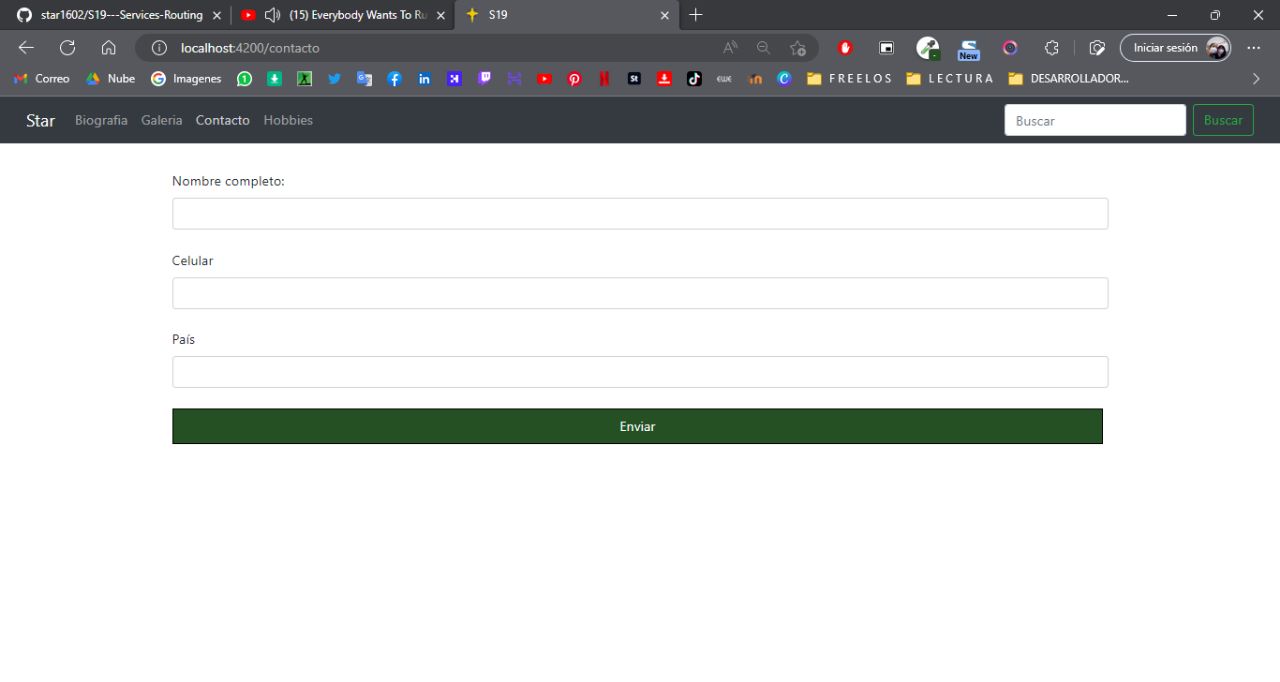 star1602/S19---Services-Routing
(15) Everybody Wants To Ru
S19
localhost:4200/contacto
New
Iniciar sesión
Correo
Nube
Imagenes
FREELOS
LECTURA
DESARROLLADOR...
Star
Biografia
Galeria
Contacto
Hobbies
Buscar
Buscar
Nombre completo:
Celular
País
Enviar